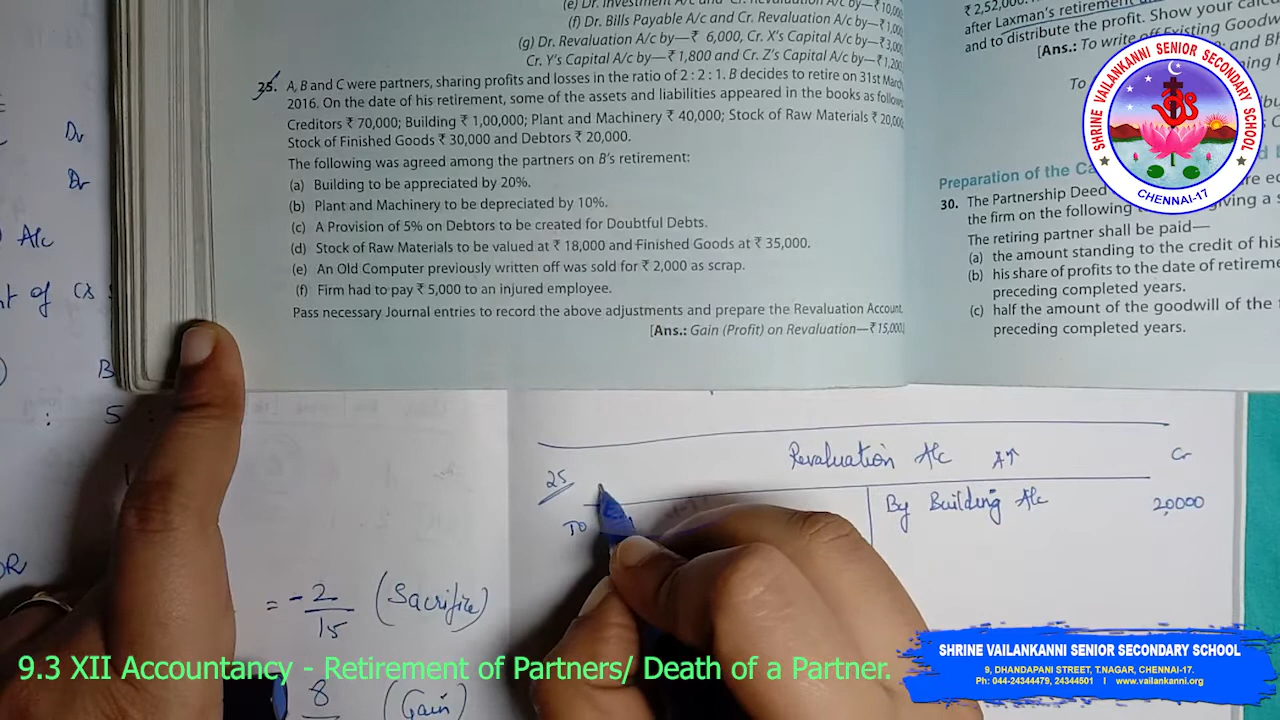 (e) Dr. Investment A/c and Cr. Revaluation A/c by—₹ 10,000
(f) Dr. Bills Payable A/c and Cr. Revaluation A/c by—₹ 1,000
(g) Dr. Revaluation A/c by—₹ 6,000, Cr. X's Capital A/c by—₹ 3,000
Cr. Y's Capital A/c by—₹ 1,800 and Cr. Z's Capital A/c by—₹ 1,200
25. A, B and C were partners, sharing profits and losses in the ratio of 2 : 2 : 1. B decides to retire on 31st March
2016. On the date of his retirement, some of the assets and liabilities appeared in the books as follows
Creditors ₹ 70,000; Building ₹ 1,00,000; Plant and Machinery ₹ 40,000; Stock of Raw Materials ₹ 20,000
Stock of Finished Goods ₹ 30,000 and Debtors ₹ 20,000.
The following was agreed among the partners on B's retirement:
(a) Building to be appreciated by 20%.
(b) Plant and Machinery to be depreciated by 10%.
(c) A Provision of 5% on Debtors to be created for Doubtful Debts.
(d) Stock of Raw Materials to be valued at ₹ 18,000 and Finished Goods at ₹ 35,000.
(e) An Old Computer previously written off was sold for ₹ 2,000 as scrap.
(f) Firm had to pay ₹ 5,000 to an injured employee.
Pass necessary Journal entries to record the above adjustments and prepare the Revaluation Account.
[Ans.: Gain (Profit) on Revaluation—₹ 15,000]
₹ 2,52,000.
after Laxman's retirement
and to distribute the profit. Show your
[Ans.: To write off Existing Goodw
To
Preparation of the Ca
30. The Partnership Deed
the firm on the following
The retiring partner shall be paid—
(a) the amount standing to the credit of his
(b) his share of profits to the date of retireme
preceding completed years.
(c) half the amount of the goodwill of the
preceding completed years.
SHRINE VAILANKANNI SENIOR SECONDARY SCHOOL
CHENNAI-17
Dr
Dr
A/c
of
B
: 5 :
= -2/15 (Sacrifice)
8 (Gain)
25
Revaluation A/c A↑ Cr
To
By Building A/c 20000
9.3 XII Accountancy - Retirement of Partners/ Death of a Partner.
SHRINE VAILANKANNI SENIOR SECONDARY SCHOOL
9, DHANDAPANI STREET, T.NAGAR, CHENNAI-17.
Ph: 044-24344479, 24344501 I www.vailankanni.org